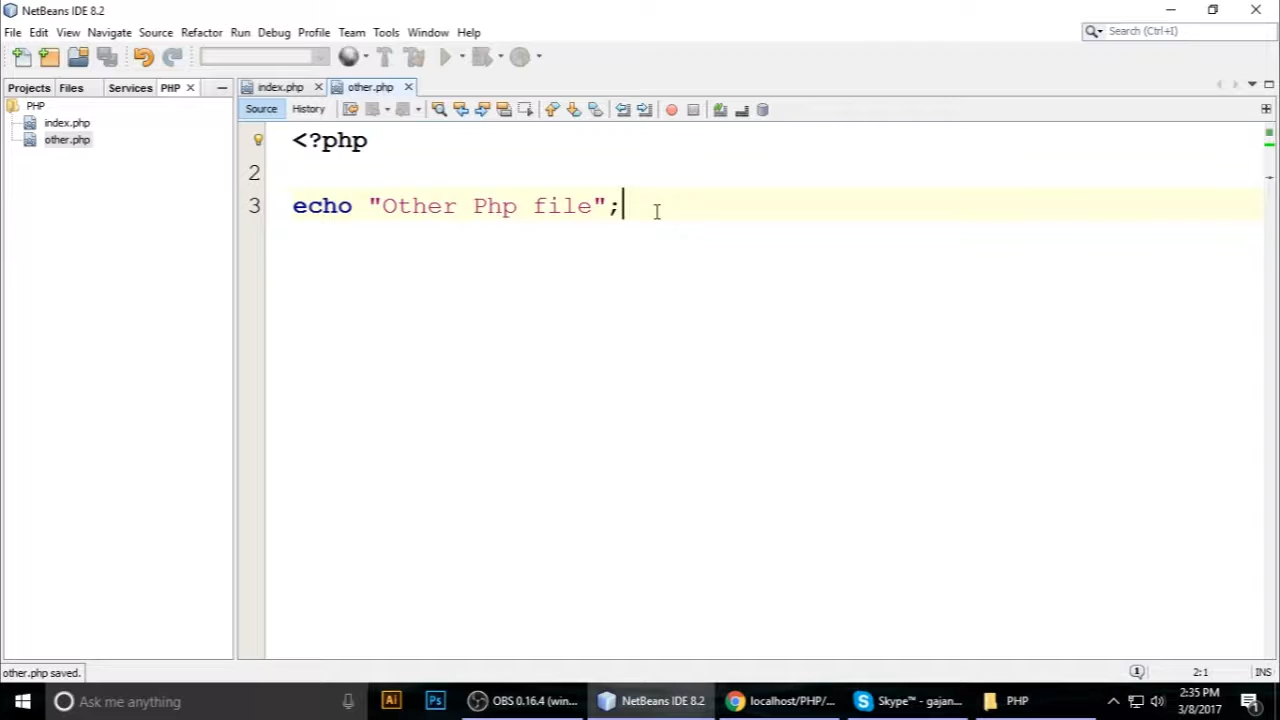 NetBeans IDE 8.2
File Edit View Navigate Source Refactor Run Debug Profile Team Tools Window Help
Search (Ctrl+I)
Projects Files Services PHP
index.php other.php
Source History
PHP
index.php
other.php
<?php
2
3 echo "Other Php file";
other.php saved.
1
2:1 INS
Ask me anything
Ai
Ps
OBS 0.16.4 (win...
NetBeans IDE 8.2
localhost/PHP/...
Skype™ - gajan...
PHP
2:35 PM
3/8/2017
1